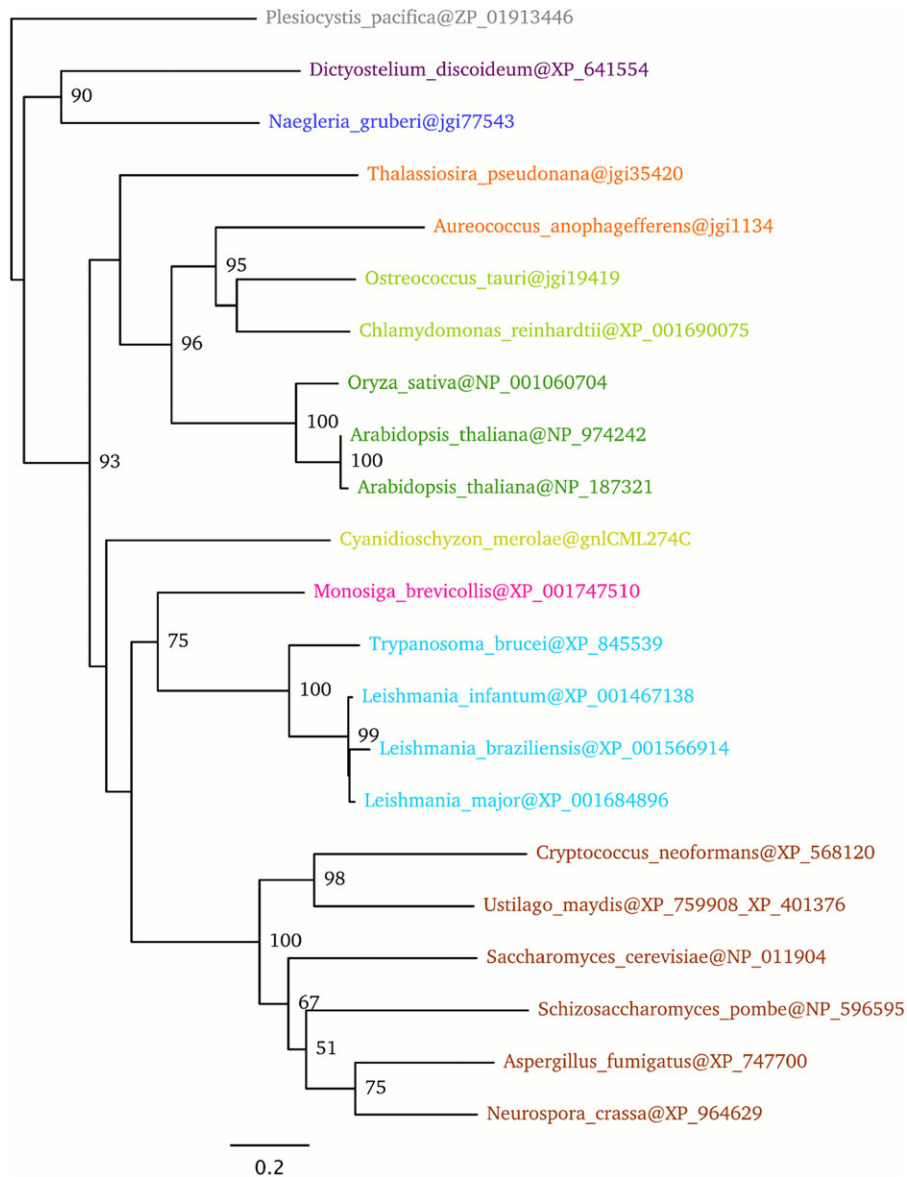 Plesiocystis_pacifica@ZP_01913446
Dictyostelium_discoideum@XP_641554
90
Naegleria_gruberi@jgi77543
Thalassiosira_pseudonana@jgi35420
Aureococcus_anophagefferens@jgi1134
95
Ostreococcus_tauri@jgi19419
Chlamydomonas_reinhardtii@XP_001690075
96
Oryza_sativa@NP_001060704
100
Arabidopsis_thaliana@NP_974242
93
100
Arabidopsis_thaliana@NP_187321
Cyanidioschyzon_merolae@gnlCML274C
Monosiga_brevicollis@XP_001747510
75
Trypanosoma_brucei@XP_845539
100
Leishmania_infantum@XP_001467138
99
Leishmania_braziliensis@XP_001566914
Leishmania_major@XP_001684896
Cryptococcus_neoformans@XP_568120
98
Ustilago_maydis@XP_759908_XP_401376
100
Saccharomyces_cerevisiae@NP_011904
67
Schizosaccharomyces_pombe@NP_596595
51
Aspergillus_fumigatus@XP_747700
75
Neurospora_crassa@XP_964629
0.2